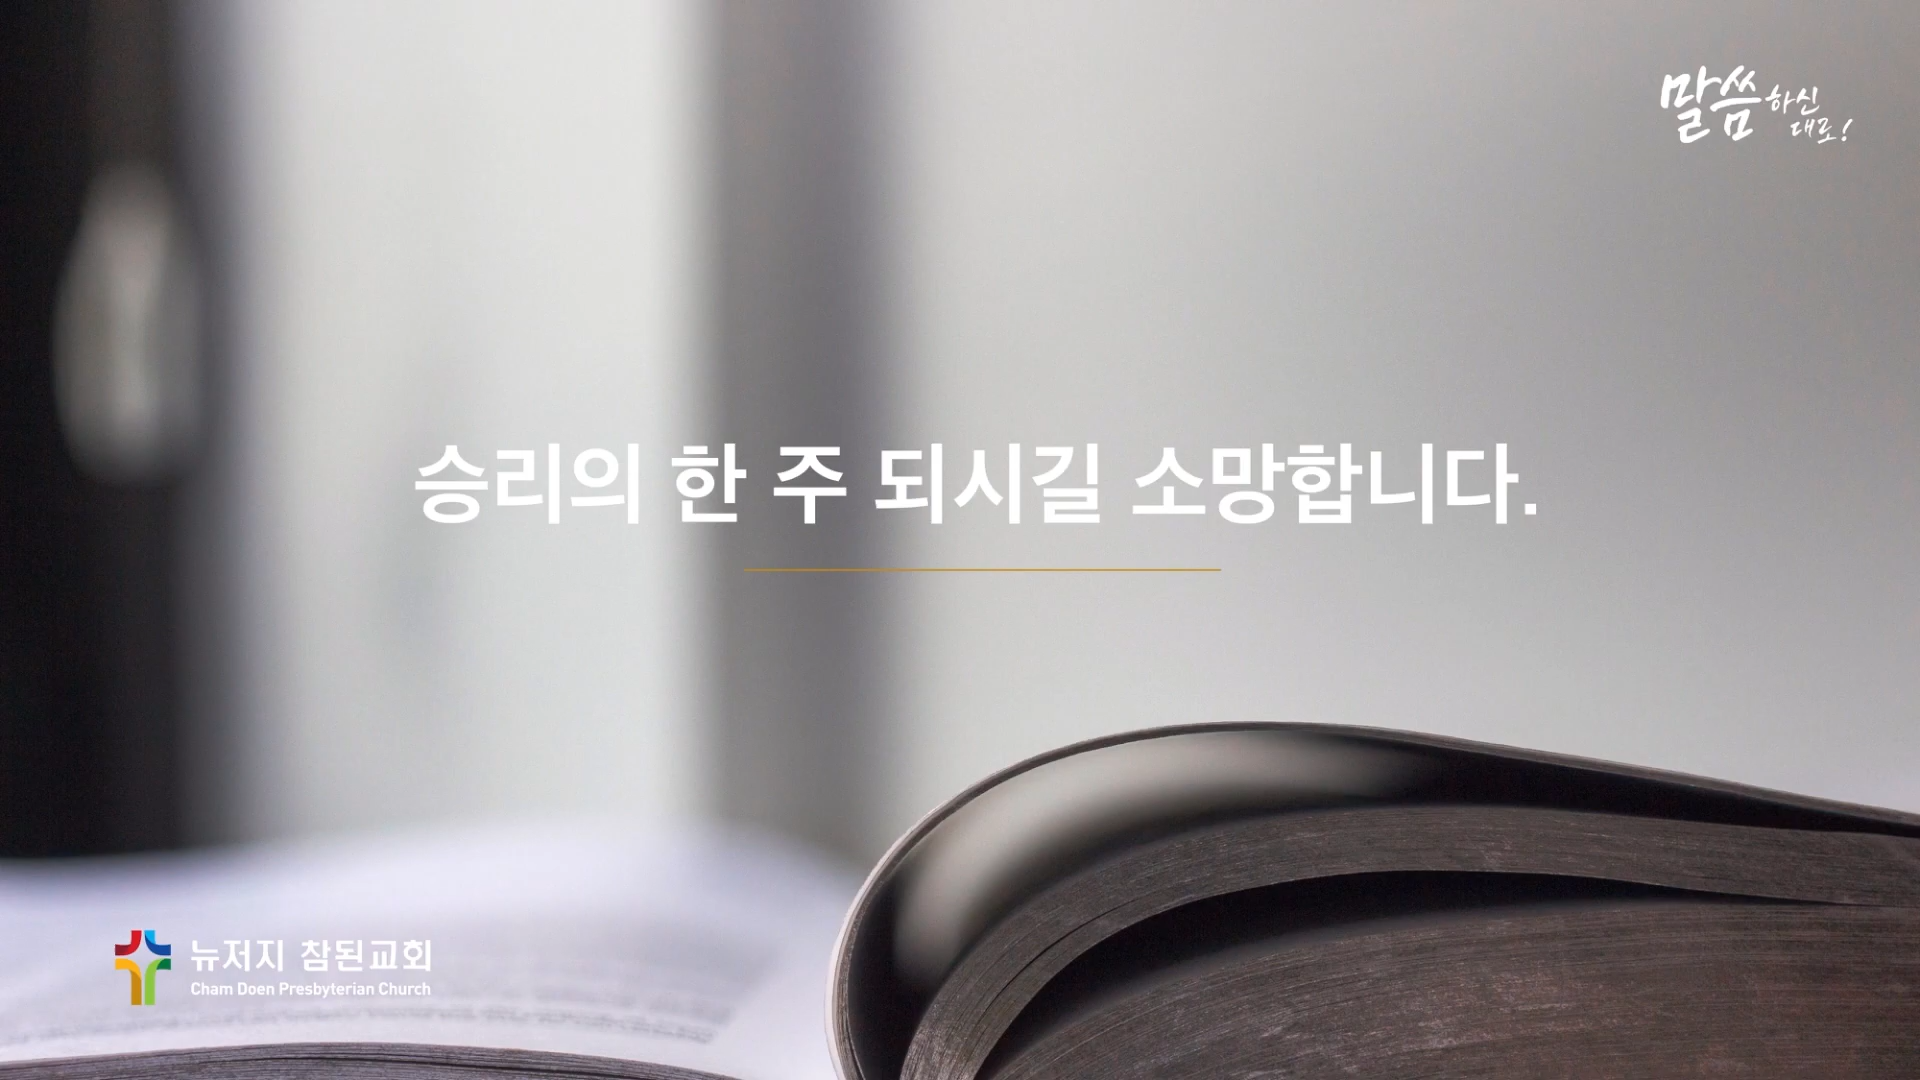 말씀하신
대로!
승리의 한 주 되시길 소망합니다.
뉴저지 참된교회
Cham Doen Presbyterian Church